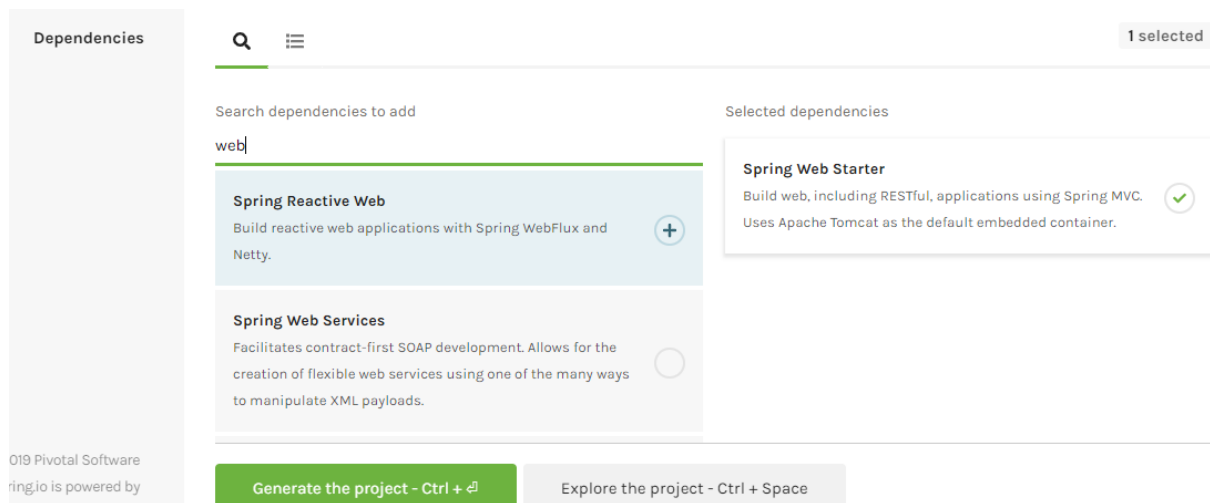 Dependencies
1 selected
Search dependencies to add
web
Spring Reactive Web
Build reactive web applications with Spring WebFlux and
Netty.
Spring Web Services
Facilitates contract-first SOAP development. Allows for the
creation of flexible web services using one of the many ways
to manipulate XML payloads.
Selected dependencies
Spring Web Starter
Build web, including RESTful, applications using Spring MVC.
Uses Apache Tomcat as the default embedded container.
019 Pivotal Software
ring.io is powered by
Generate the project - Ctrl + ⏎
Explore the project - Ctrl + Space